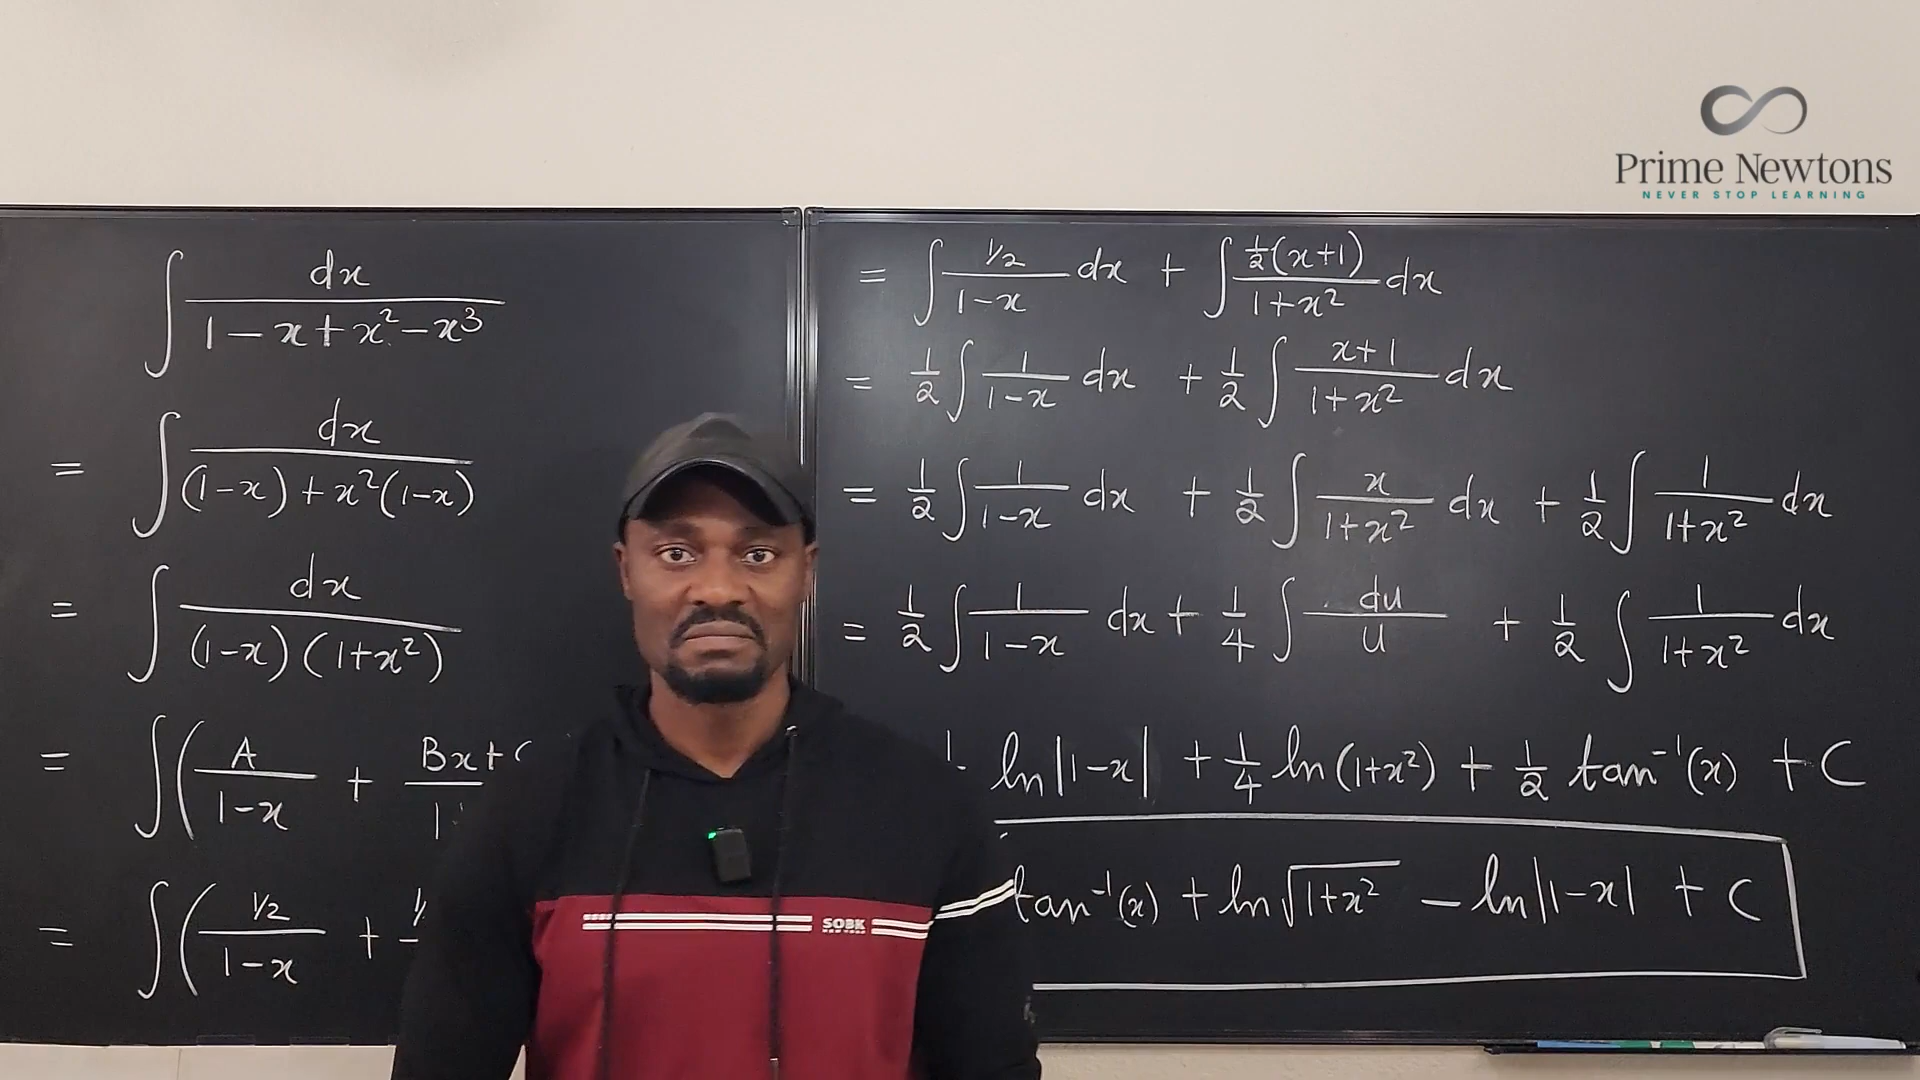 Prime Newtons
NEVER STOP LEARNING
∫ dx / (1 - x + x² - x³)
= ∫ dx / ((1-x) + x²(1-x))
= ∫ dx / ((1-x)(1+x²))
= ∫ ( A/(1-x) + Bx+C / 1
= ∫ ( ½/(1-x) +
= ∫ ½/(1-x) dx + ∫ ½(x+1)/(1+x²) dx
= ½ ∫ 1/(1-x) dx + ½ ∫ (x+1)/(1+x²) dx
= ½ ∫ 1/(1-x) dx + ½ ∫ x/(1+x²) dx + ½ ∫ 1/(1+x²) dx
= ½ ∫ 1/(1-x) dx + ¼ ∫ du/u + ½ ∫ 1/(1+x²) dx
ln|1-x| + ¼ ln(1+x²) + ½ tan⁻¹(x) + C
tan⁻¹(x) + ln√(1+x²) - ln|1-x| + C
SOBK